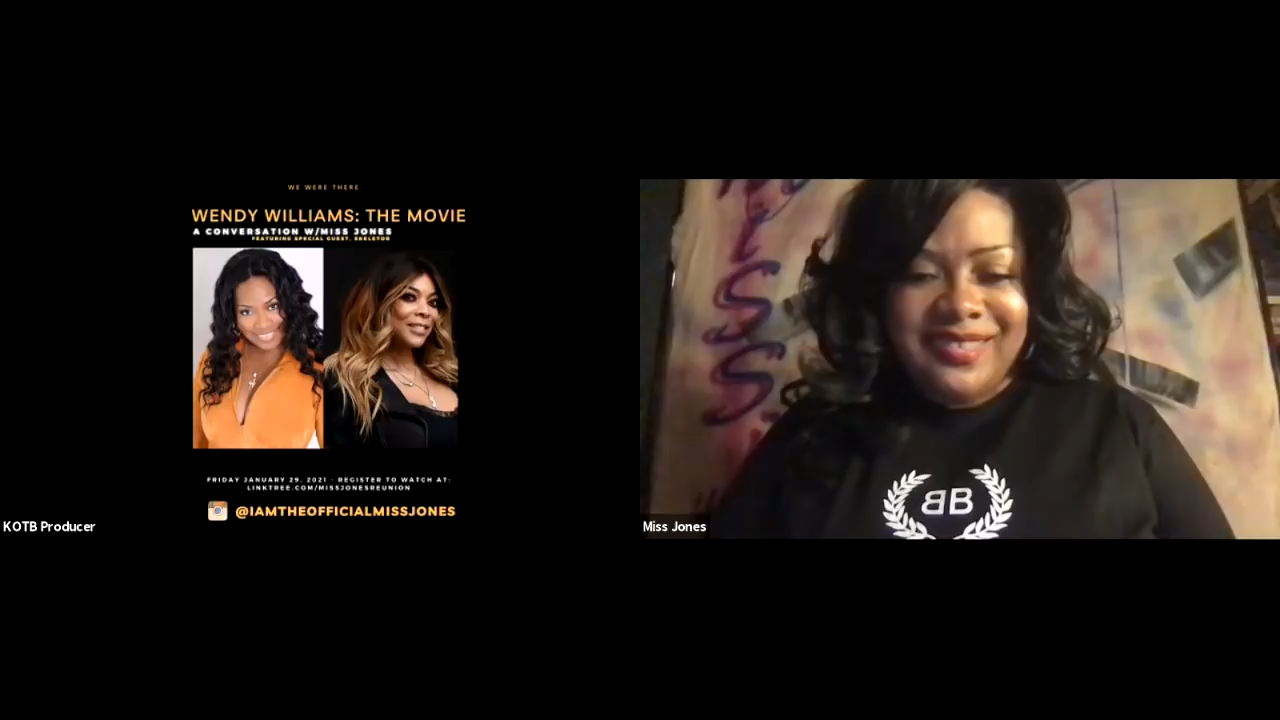 WE WERE THERE
WENDY WILLIAMS: THE MOVIE
A CONVERSATION W/MISS JONES
FEATURING SPECIAL GUEST, SKELETOR
FRIDAY JANUARY 29, 2021 - REGISTER TO WATCH AT:
LINKTREE.COM/MISSJONESREUNION
@IAMTHEOFFICIALMISSJONES
KOTB Producer
MISS
BB
Miss Jones